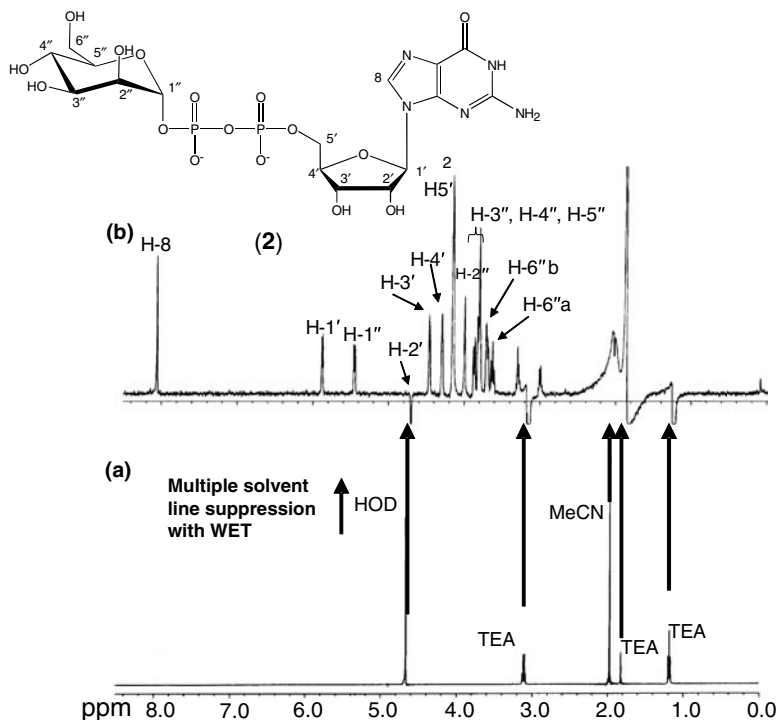 OH
OH
6″
4″
5″
OH
O
HO
HO
3″
2″
1″
O
O
O
P
O
P
O
O-
O-
5′
O
4′
3′
2′
1′
OH
OH
O
N
8
NH
N
N
NH2
2
H5′
(b)
H-8
(2)
H-3″, H-4″, H-5″
H-4′
H-2″
H-6″b
H-3′
H-6″a
H-1′
H-1″
H-2′
(a)
Multiple solvent
line suppression
with WET
HOD
MeCN
TEA
TEA
TEA
ppm 8.0 7.0 6.0 5.0 4.0 3.0 2.0 1.0 0.0